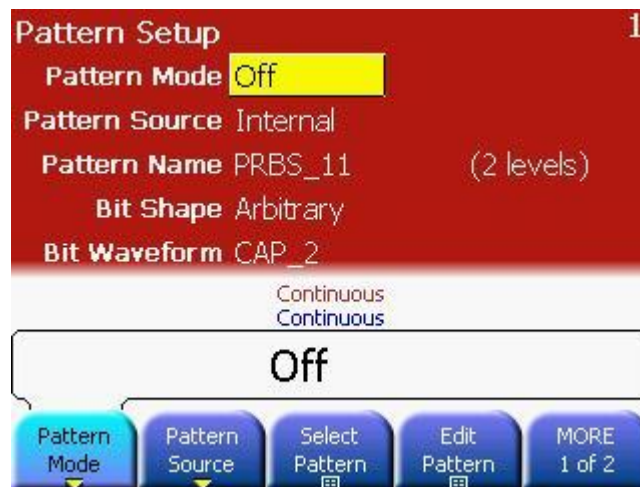 Pattern Setup 1
Pattern Mode Off
Pattern Source Internal
Pattern Name PRBS_11 (2 levels)
Bit Shape Arbitrary
Bit Waveform CAP_2
Continuous
Continuous
Off
Pattern Mode
Pattern Source
Select Pattern
Edit Pattern
MORE 1 of 2